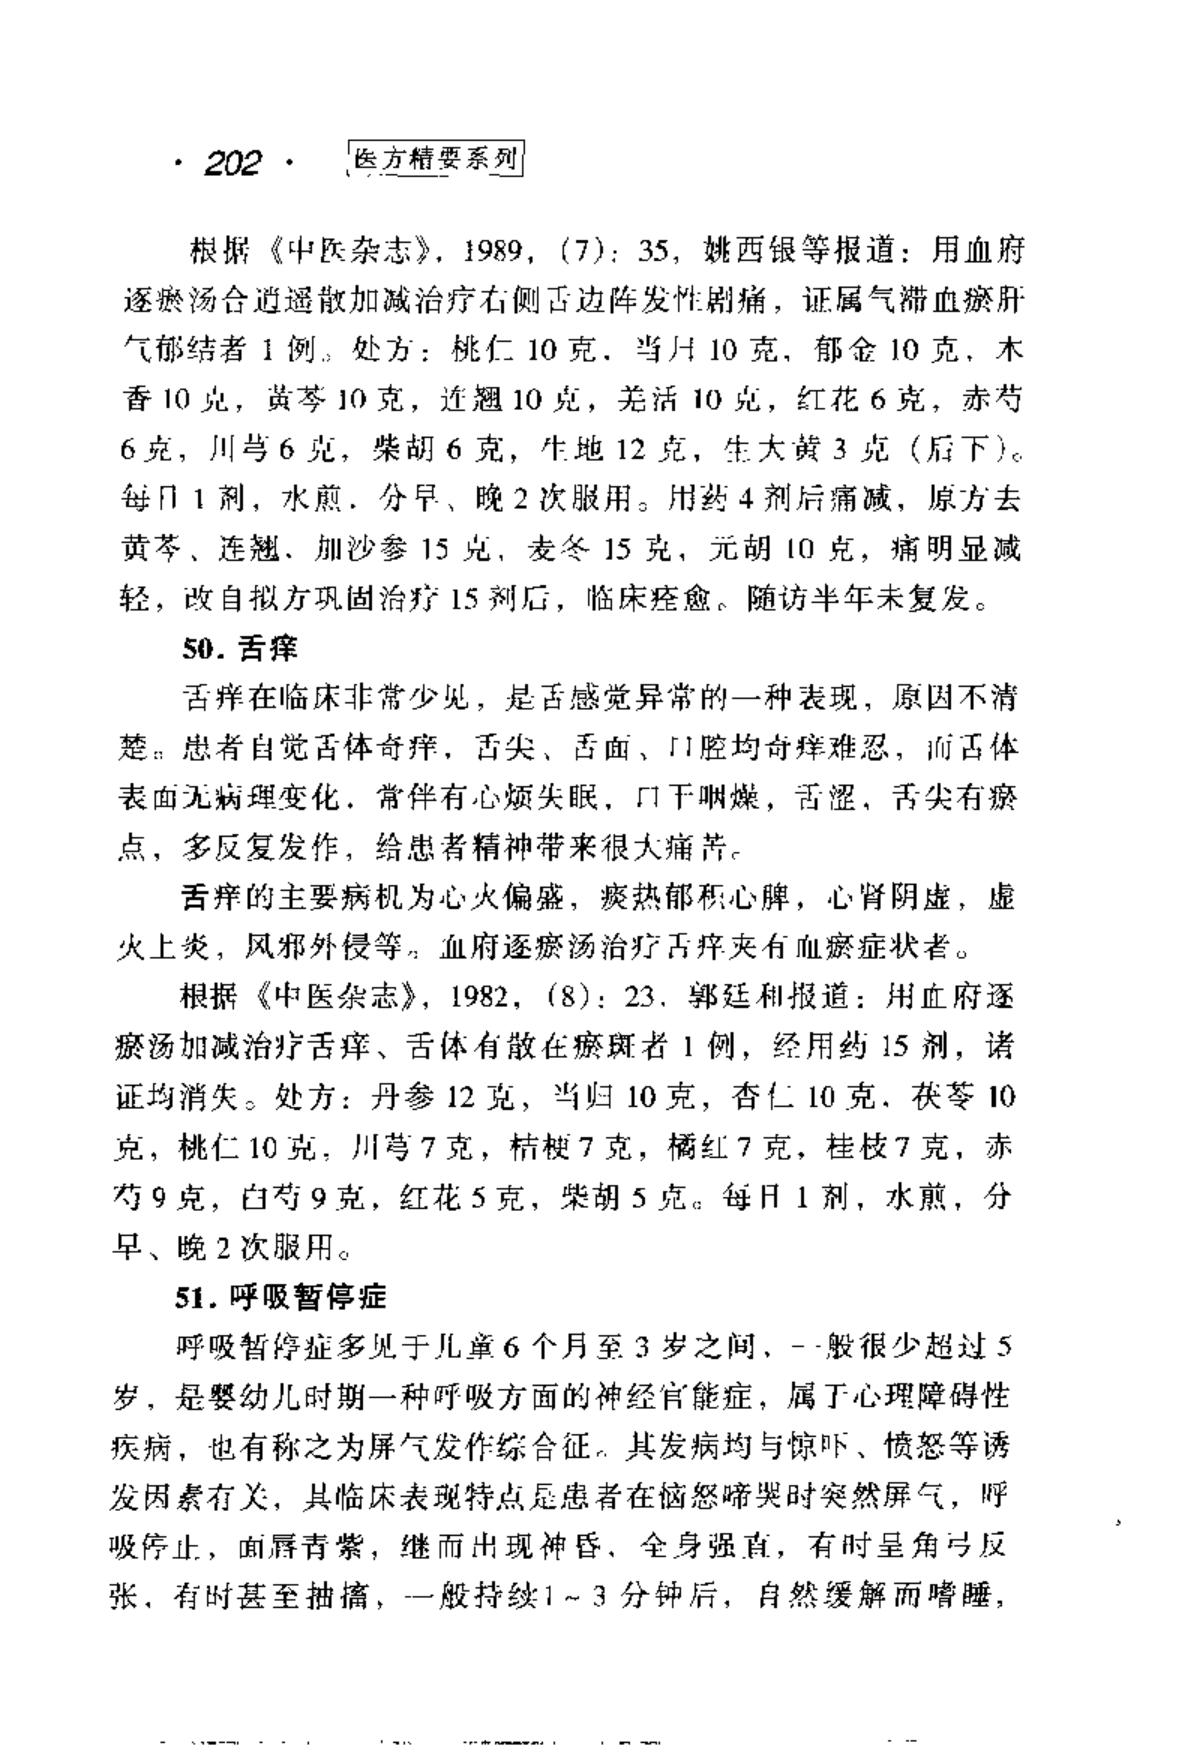 · 202 · 医方精要系列
根据《中医杂志》，1989，（7）：35，姚西银等报道：用血府
逐瘀汤合逍遥散加减治疗右侧舌边阵发性剧痛，证属气滞血瘀肝
气郁结者 1 例。处方：桃仁 10 克，当归 10 克，郁金 10 克，木
香 10 克，黄芩 10 克，连翘 10 克，羌活 10 克，红花 6 克，赤芍
6 克，川芎 6 克，柴胡 6 克，生地 12 克，生大黄 3 克（后下）。
每日 1 剂，水煎，分早、晚 2 次服用。用药 4 剂后痛减，原方去
黄芩、连翘，加沙参 15 克，麦冬 15 克，元胡 10 克，痛明显减
轻，改自拟方巩固治疗 15 剂后，临床痊愈。随访半年未复发。
50. 舌痒
舌痒在临床非常少见，是舌感觉异常的一种表现，原因不清
楚。患者自觉舌体奇痒，舌尖、舌面、口腔均奇痒难忍，而舌体
表面无病理变化，常伴有心烦失眠，口干咽燥，舌涩，舌尖有瘀
点，多反复发作，给患者精神带来很大痛苦。
舌痒的主要病机为心火偏盛，痰热郁积心脾，心肾阴虚，虚
火上炎，风邪外侵等。血府逐瘀汤治疗舌痒夹有血瘀症状者。
根据《中医杂志》，1982，（8）：23，郭廷和报道：用血府逐
瘀汤加减治疗舌痒、舌体有散在瘀斑者 1 例，经用药 15 剂，诸
证均消失。处方：丹参 12 克，当归 10 克，杏仁 10 克，茯苓 10
克，桃仁 10 克，川芎 7 克，桔梗 7 克，橘红 7 克，桂枝 7 克，赤
芍 9 克，白芍 9 克，红花 5 克，柴胡 5 克。每日 1 剂，水煎，分
早、晚 2 次服用。
51. 呼吸暂停症
呼吸暂停症多见于儿童 6 个月至 3 岁之间，一般很少超过 5
岁，是婴幼儿时期一种呼吸方面的神经官能症，属于心理障碍性
疾病，也有称之为屏气发作综合征。其发病均与惊吓、愤怒等诱
发因素有关，其临床表现特点是患者在恼怒啼哭时突然屏气，呼
吸停止，面唇青紫，继而出现神昏，全身强直，有时呈角弓反
张，有时甚至抽搐，一般持续 1～3 分钟后，自然缓解而嗜睡，